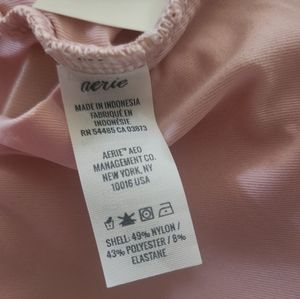 aerie
MADE IN INDONESIA
FABRIQUÉ EN
INDONÉSIE
RN 54485 CA 03873
AERIE™ AEO
MANAGEMENT CO.
NEW YORK, NY
10016 USA
SHELL: 49% NYLON /
43% POLYESTER / 8%
ELASTANE